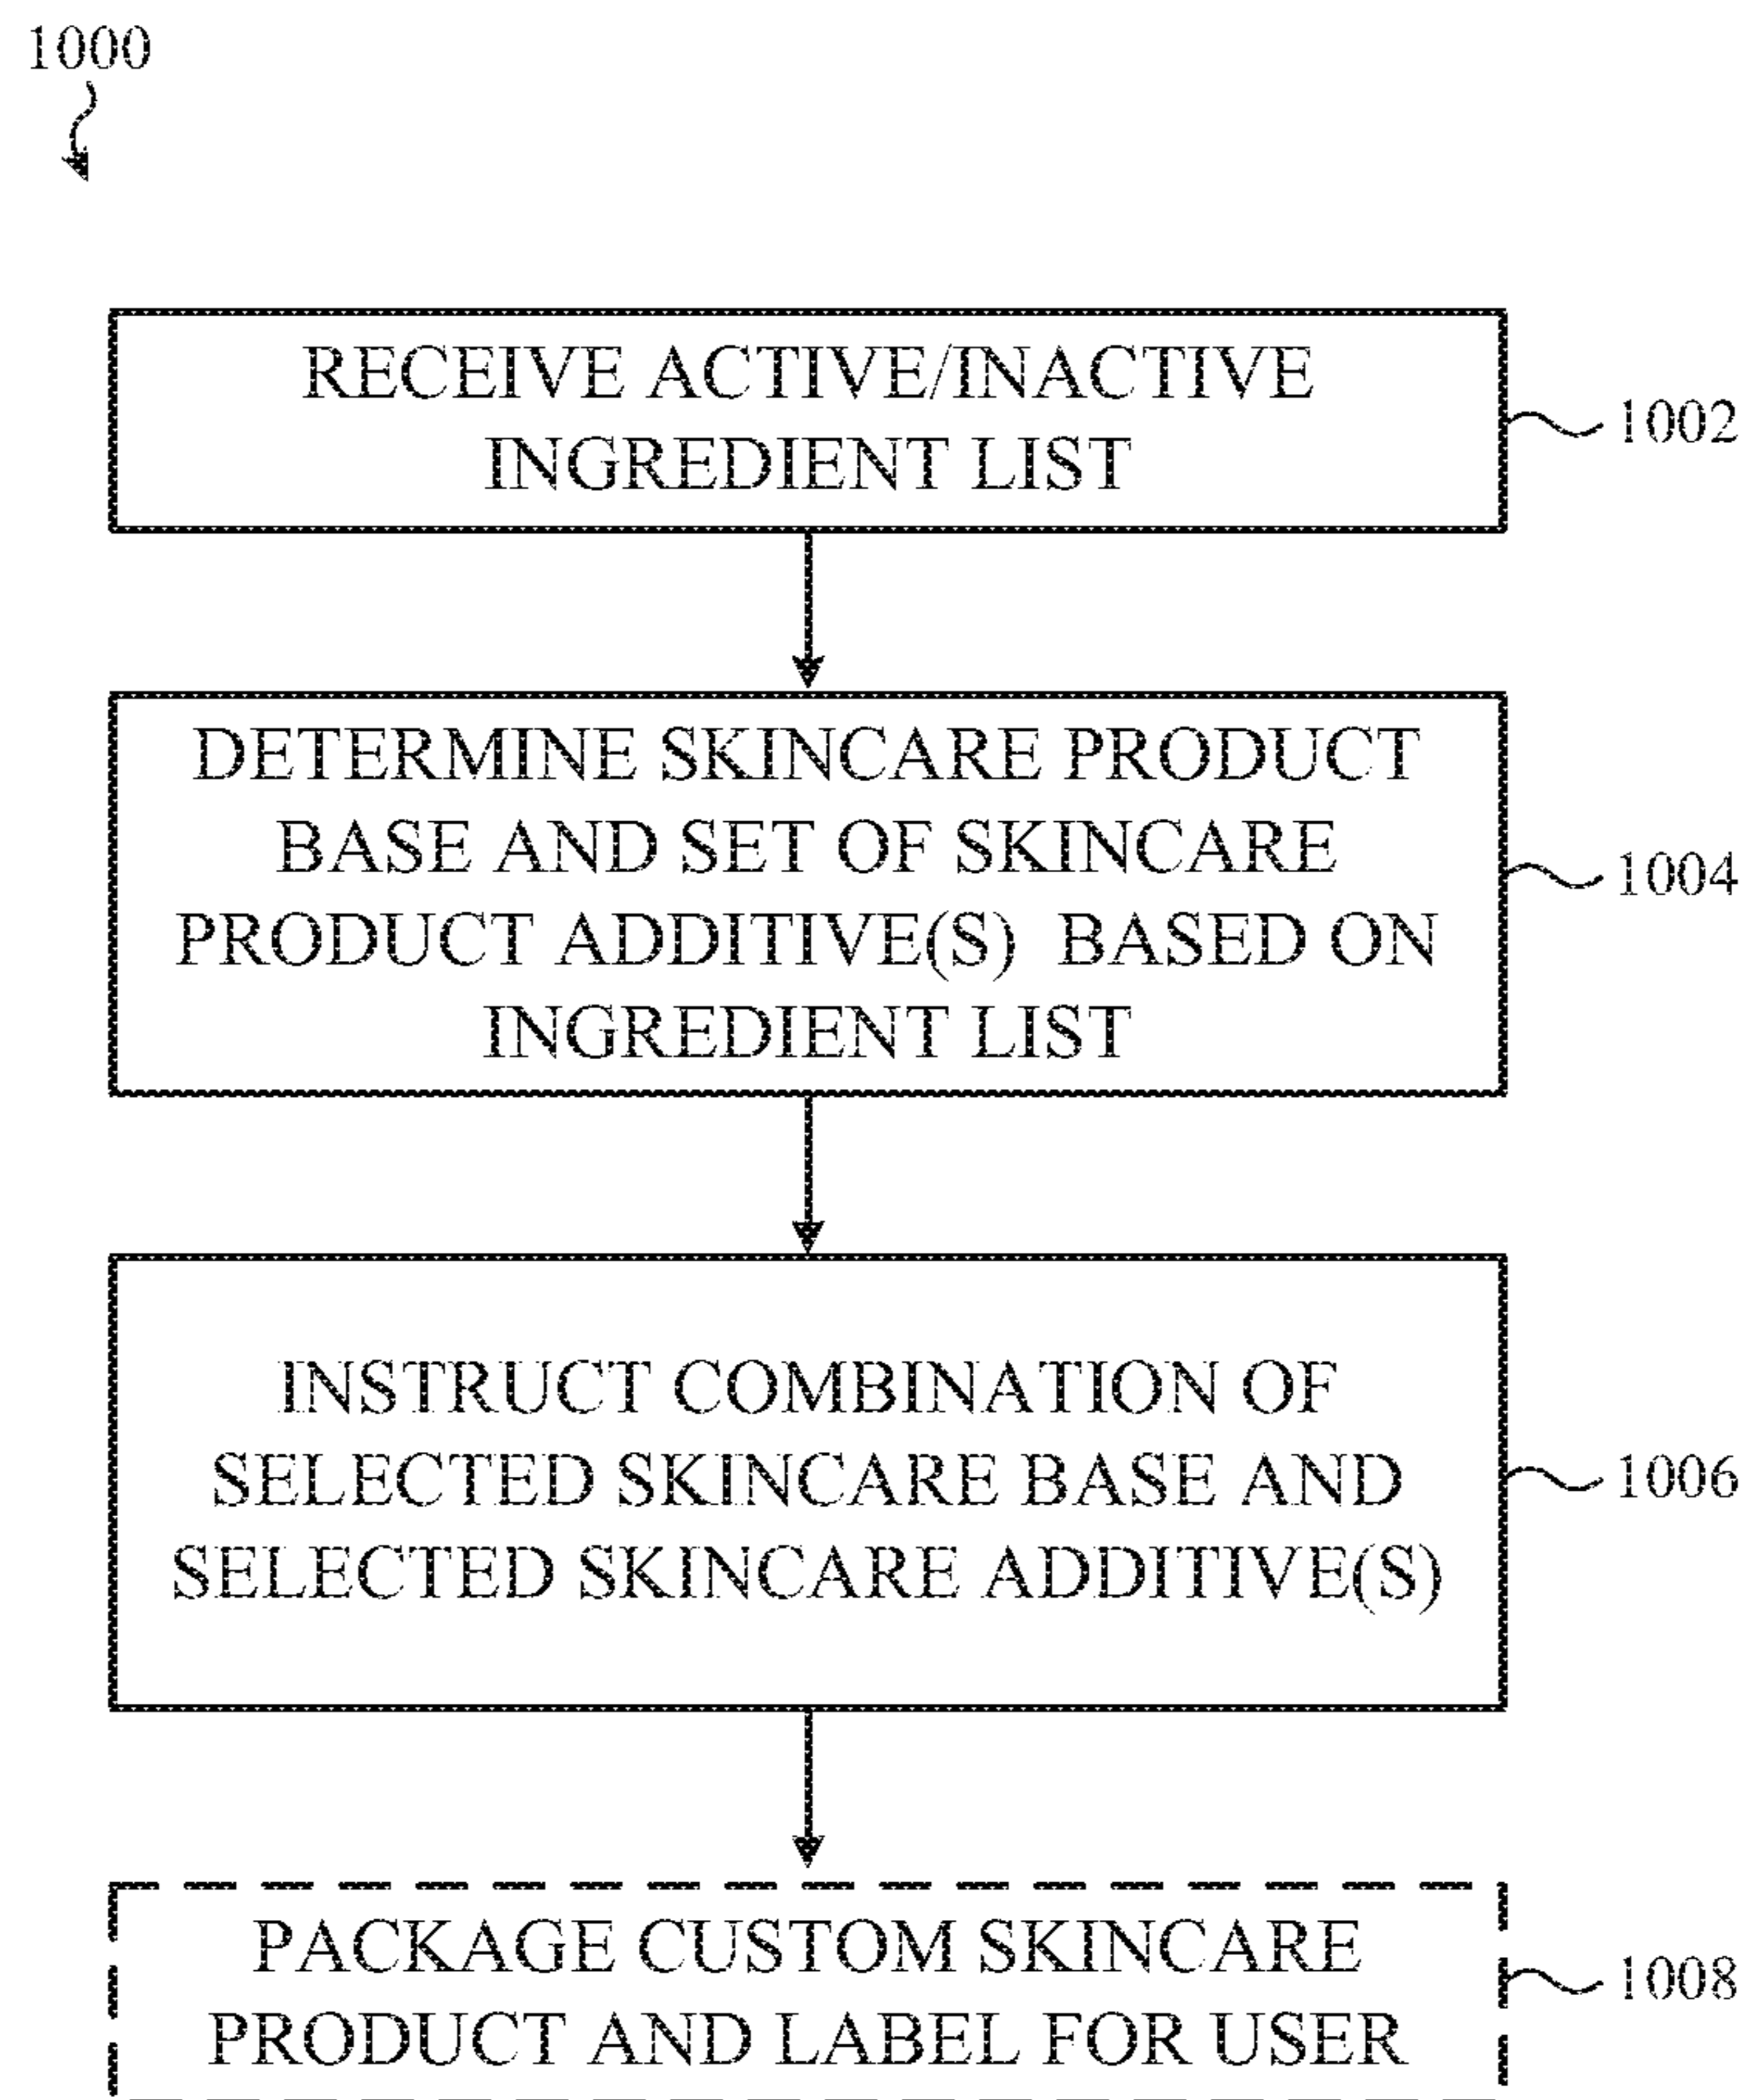 1000
RECEIVE ACTIVE/INACTIVE
INGREDIENT LIST
1002
DETERMINE SKINCARE PRODUCT
BASE AND SET OF SKINCARE
PRODUCT ADDITIVE(S) BASED ON
INGREDIENT LIST
1004
INSTRUCT COMBINATION OF
SELECTED SKINCARE BASE AND
SELECTED SKINCARE ADDITIVE(S)
1006
PACKAGE CUSTOM SKINCARE
PRODUCT AND LABEL FOR USER
1008